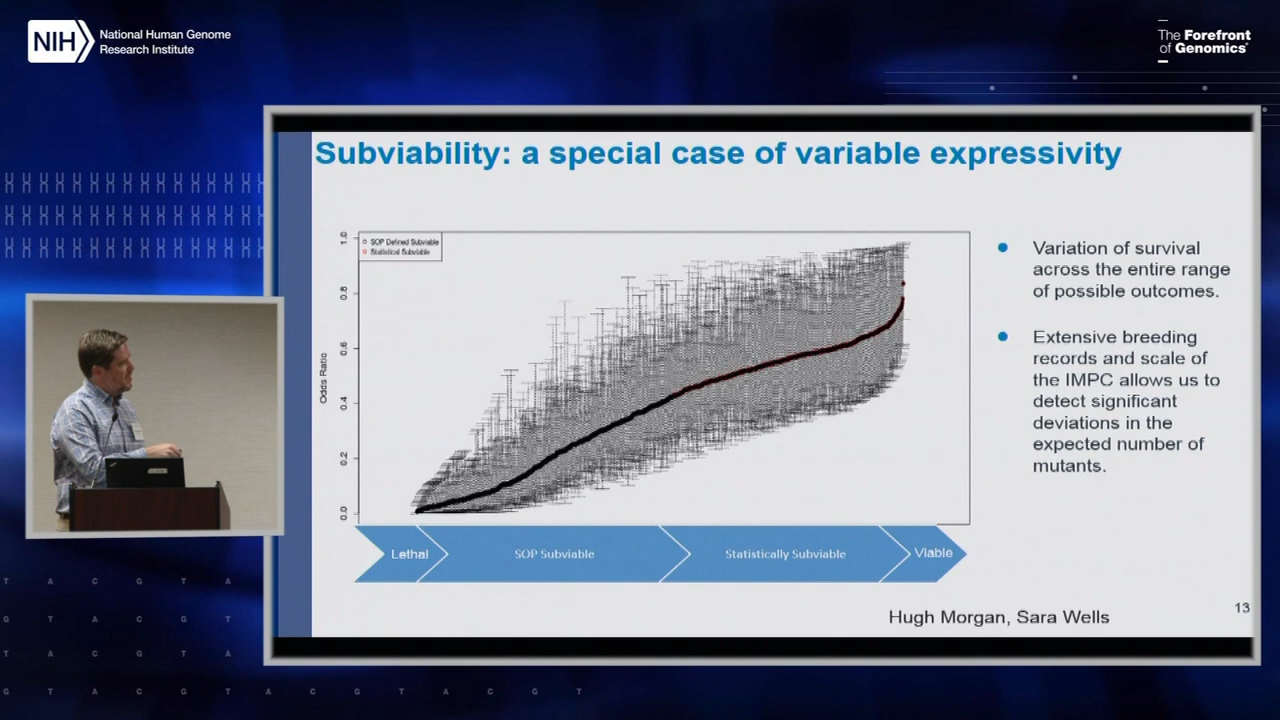 NIH
National Human Genome
Research Institute
The Forefront
of Genomics®
Subviability: a special case of variable expressivity
SOP Defined Subviable
Statistical Subviable
1.0
0.8
0.6
0.4
0.2
0.0
Odds Ratio
Variation of survival
across the entire range
of possible outcomes.
Extensive breeding
records and scale of
the IMPC allows us to
detect significant
deviations in the
expected number of
mutants.
Lethal
SOP Subviable
Statistically Subviable
Viable
Hugh Morgan, Sara Wells
13
T A C G T A
G T A C G T
T A C G T A
G T A C G T A C G T A C G T